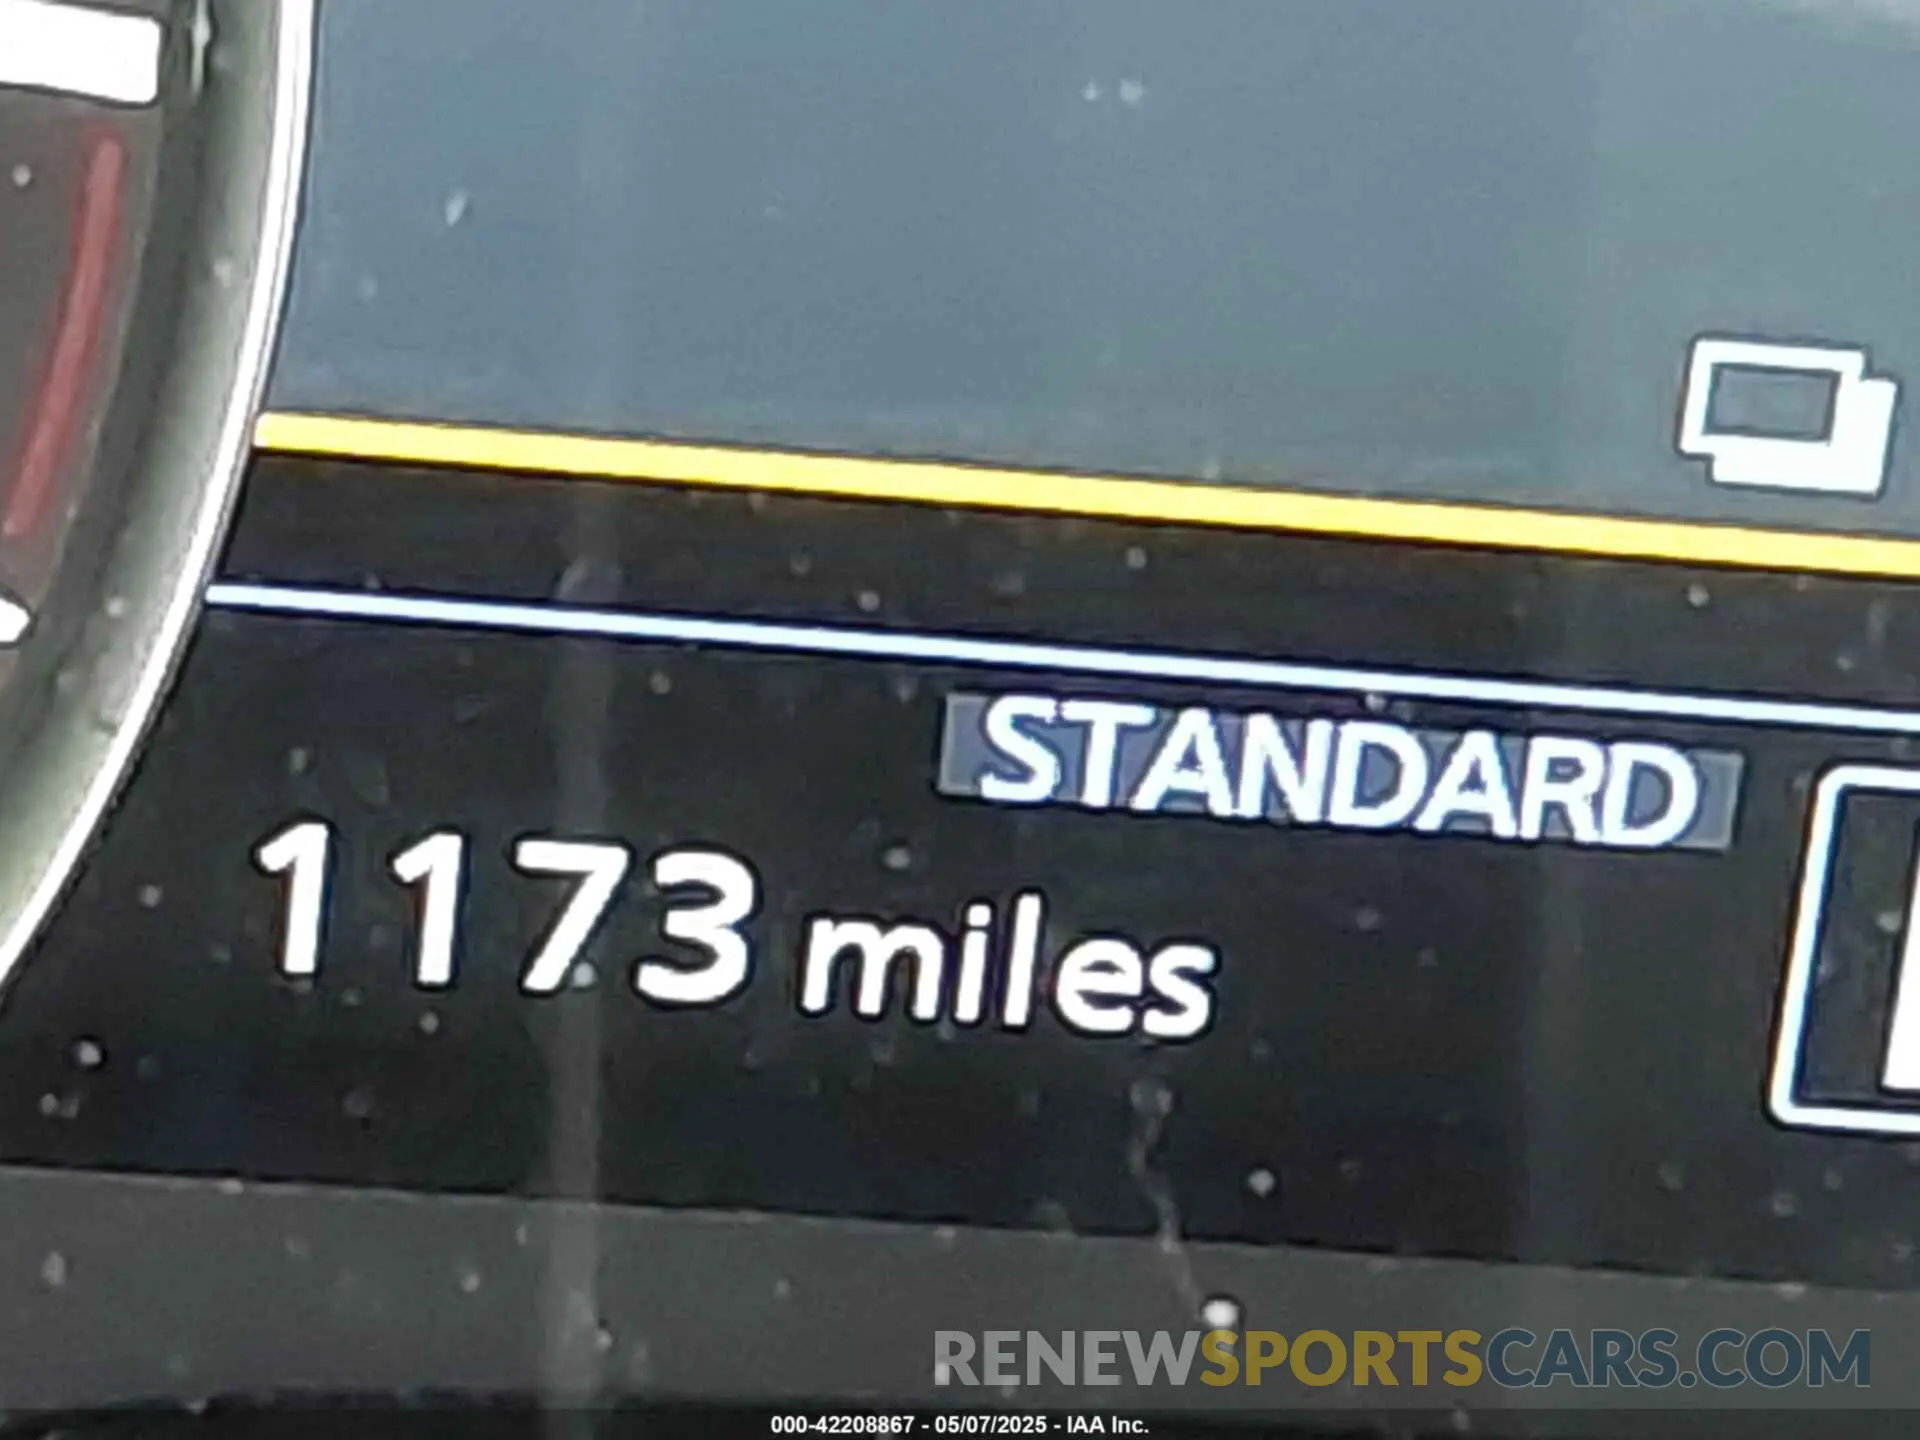 STANDARD
1173 miles
RENEWSPORTSCARS.COM
000-42208867 - 05/07/2025 - IAA Inc.